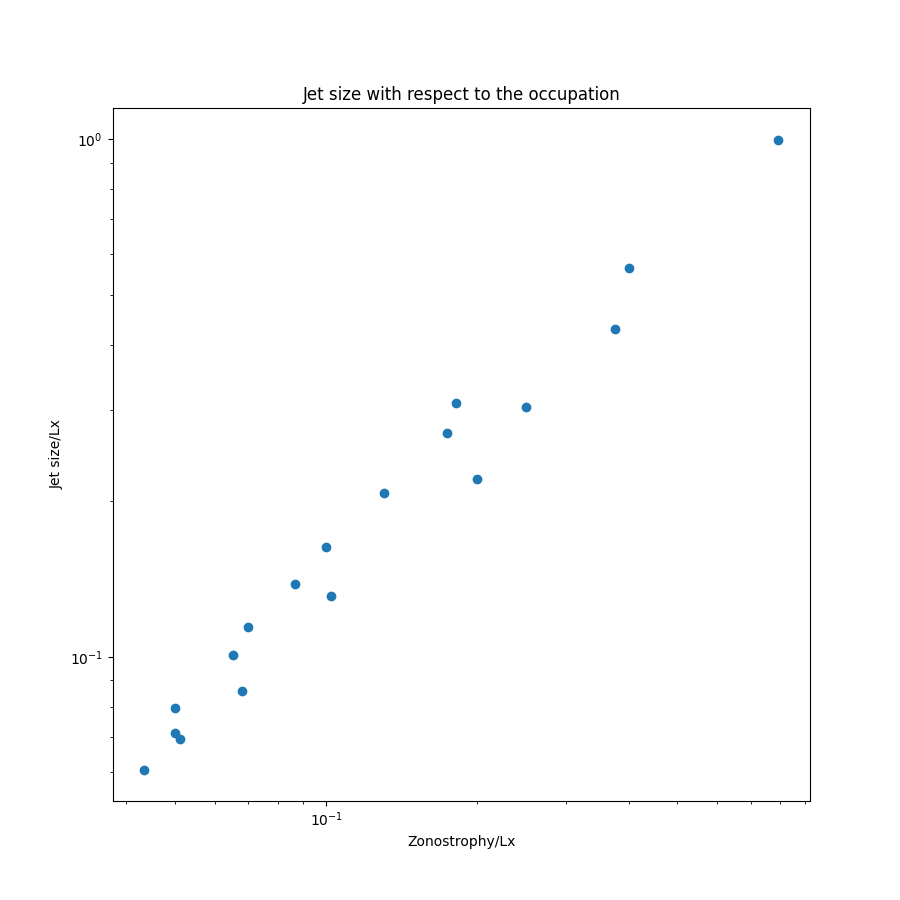 Jet size with respect to the occupation
10⁰
Jet size/Lx
10⁻¹
10⁻¹
Zonostrophy/Lx